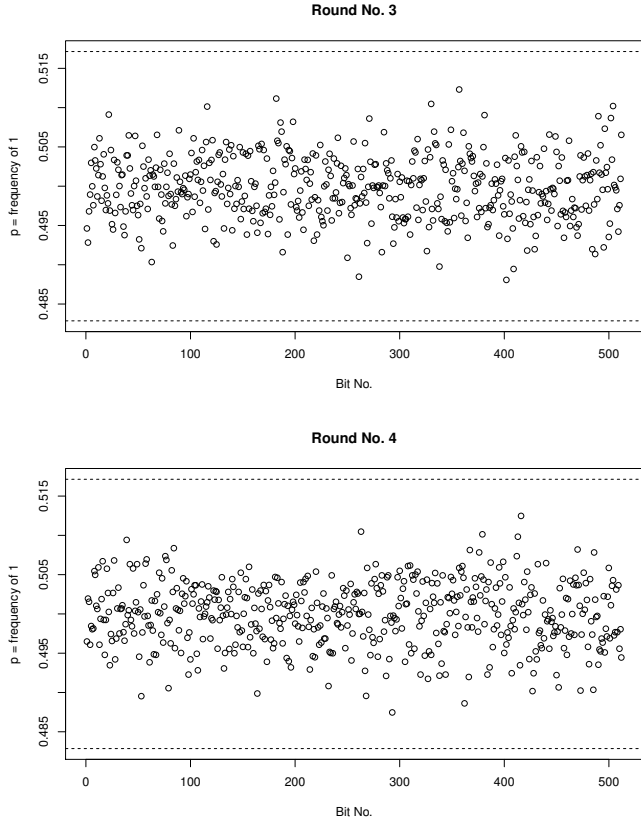 Round No. 3
0.515
0.505
0.495
0.485
p = frequency of 1
0 100 200 300 400 500
Bit No.
Round No. 4
0.515
0.505
0.495
0.485
p = frequency of 1
0 100 200 300 400 500
Bit No.